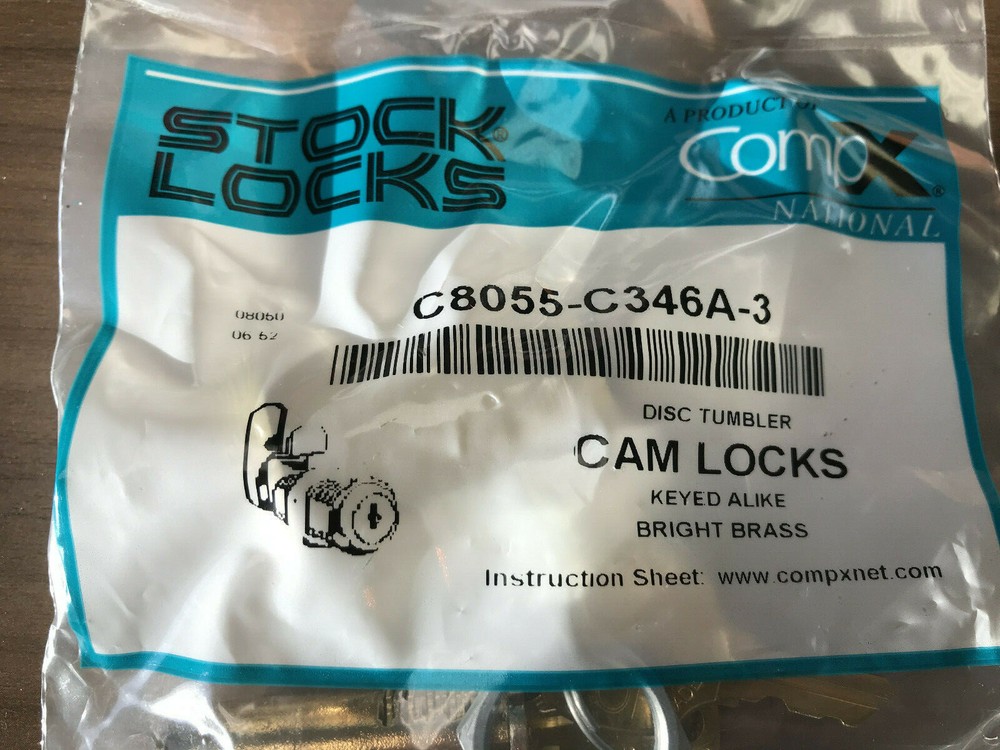 STOCK®
LOCKS
A PRODUCT OF
CompX®
NATIONAL
C8055-C346A-3
08060
06 52
DISC TUMBLER
CAM LOCKS
KEYED ALIKE
BRIGHT BRASS
Instruction Sheet: www.compxnet.com